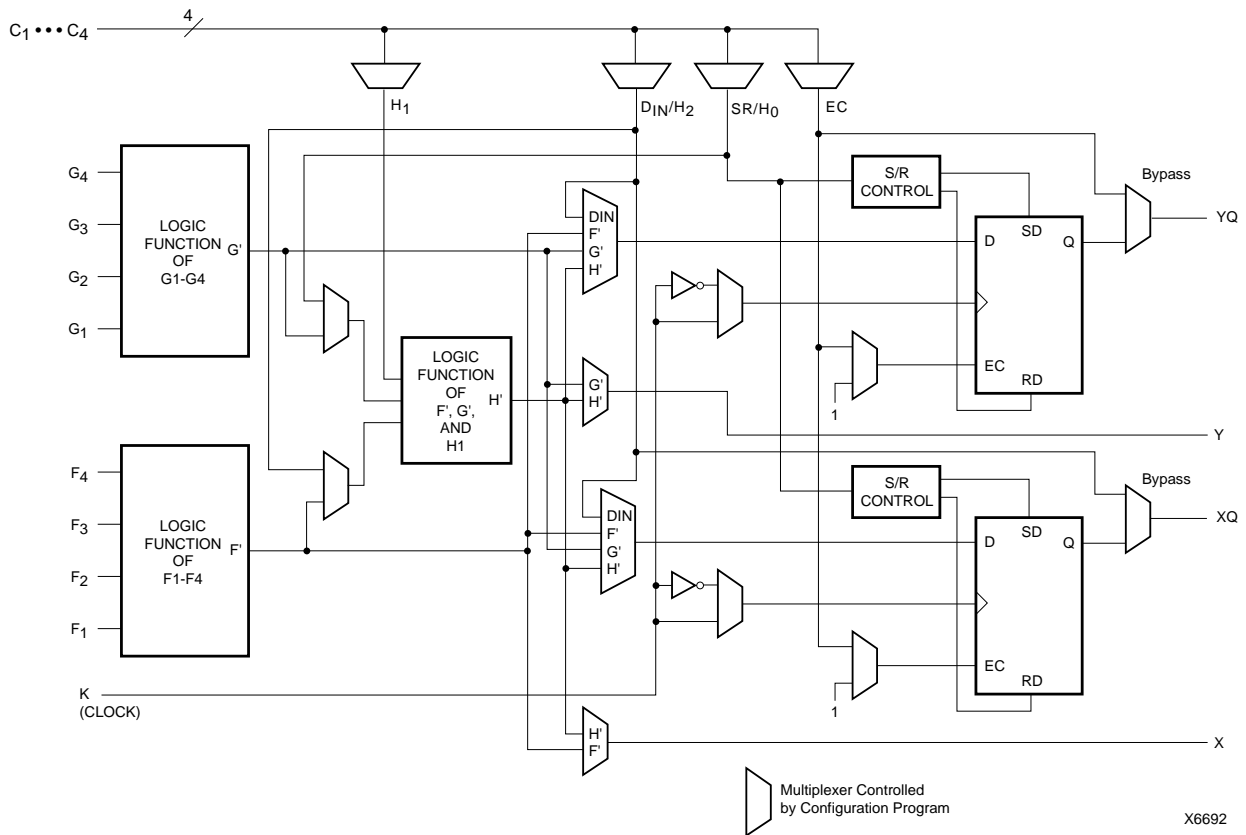 C1 ••• C4
4
H1
DIN/H2
SR/H0
EC
G4
G3
G2
G1
LOGIC
FUNCTION
OF
G1-G4
G'
DIN
F'
G'
H'
S/R
CONTROL
D
SD
Q
EC
RD
1
Bypass
YQ
LOGIC
FUNCTION
OF
F', G',
AND
H1
H'
G'
H'
Y
F4
F3
F2
F1
LOGIC
FUNCTION
OF
F1-F4
F'
DIN
F'
G'
H'
S/R
CONTROL
D
SD
Q
EC
RD
1
Bypass
XQ
K
(CLOCK)
H'
F'
X
Multiplexer Controlled
by Configuration Program
X6692